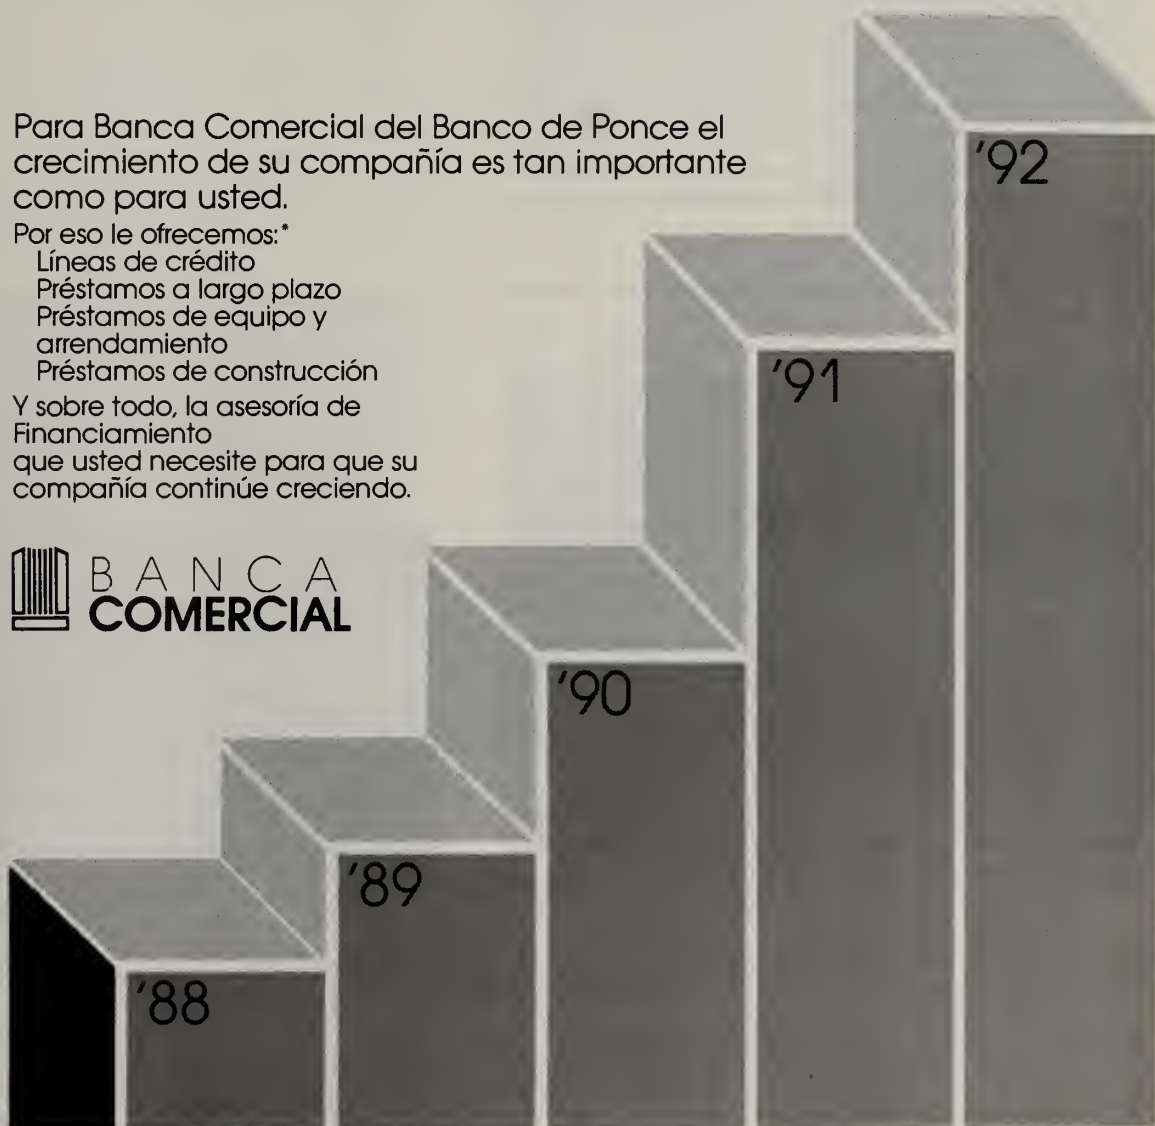 Para Banca Comercial del Banco de Ponce el
crecimiento de su compañía es tan importante
como para usted.
Por eso le ofrecemos:*
Líneas de crédito
Préstamos a largo plazo
Préstamos de equipo y
arrendamiento
Préstamos de construcción
Y sobre todo, la asesoría de
Financiamiento
que usted necesite para que su
compañía continúe creciendo.
BANCA
COMERCIAL
'88
'89
'90
'91
'92